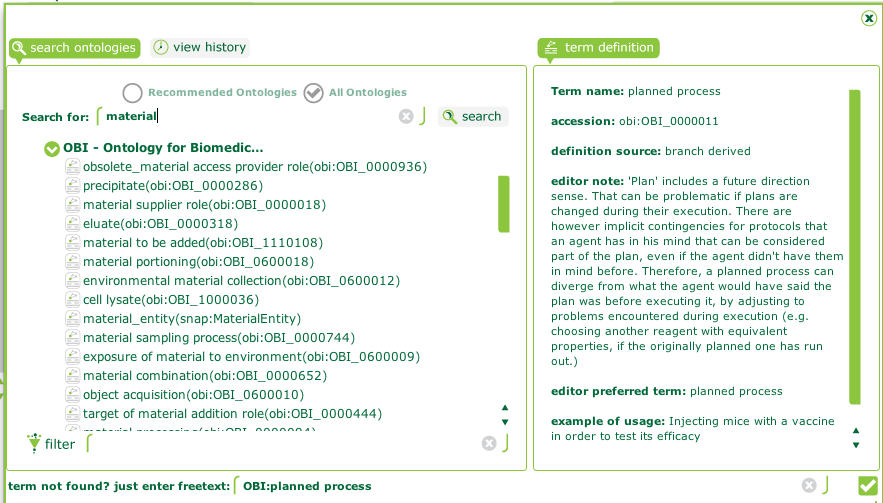 search ontologies
view history
term definition
Recommended Ontologies
All Ontologies
Search for: material
search
OBI - Ontology for Biomedic...
obsolete_material access provider role(obi:OBI_0000936)
precipitate(obi:OBI_0000286)
material supplier role(obi:OBI_0000018)
eluate(obi:OBI_0000318)
material to be added(obi:OBI_1110108)
material portioning(obi:OBI_0600018)
environmental material collection(obi:OBI_0600012)
cell lysate(obi:OBI_1000036)
material_entity(snap:MaterialEntity)
material sampling process(obi:OBI_0000744)
exposure of material to environment(obi:OBI_0600009)
material combination(obi:OBI_0000652)
object acquisition(obi:OBI_0600010)
target of material addition role(obi:OBI_0000444)
filter
Term name: planned process
accession: obi:OBI_0000011
definition source: branch derived
editor note: 'Plan' includes a future direction
sense. That can be problematic if plans are
changed during their execution. There are
however implicit contingencies for protocols that
an agent has in his mind that can be considered
part of the plan, even if the agent didn't have them
in mind before. Therefore, a planned process can
diverge from what the agent would have said the
plan was before executing it, by adjusting to
problems encountered during execution (e.g.
choosing another reagent with equivalent
properties, if the originally planned one has run
out.)
editor preferred term: planned process
example of usage: Injecting mice with a vaccine
in order to test its efficacy
term not found? just enter freetext: OBI:planned process